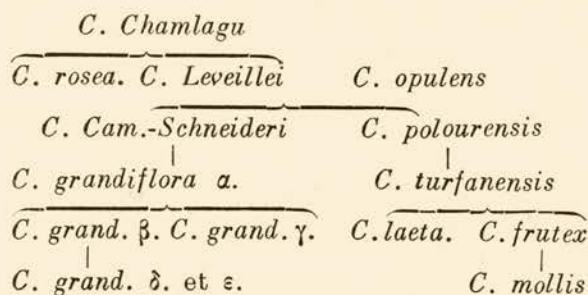 C. Chamlagu
C. rosea. C. Leveillei C. opulens
C. Cam.-Schneideri C. polourensis
C. grandiflora α. C. turfanensis
C. grand. β. C. grand. γ. C. laeta. C. frutex
C. grand. δ. et ε. C. mollis